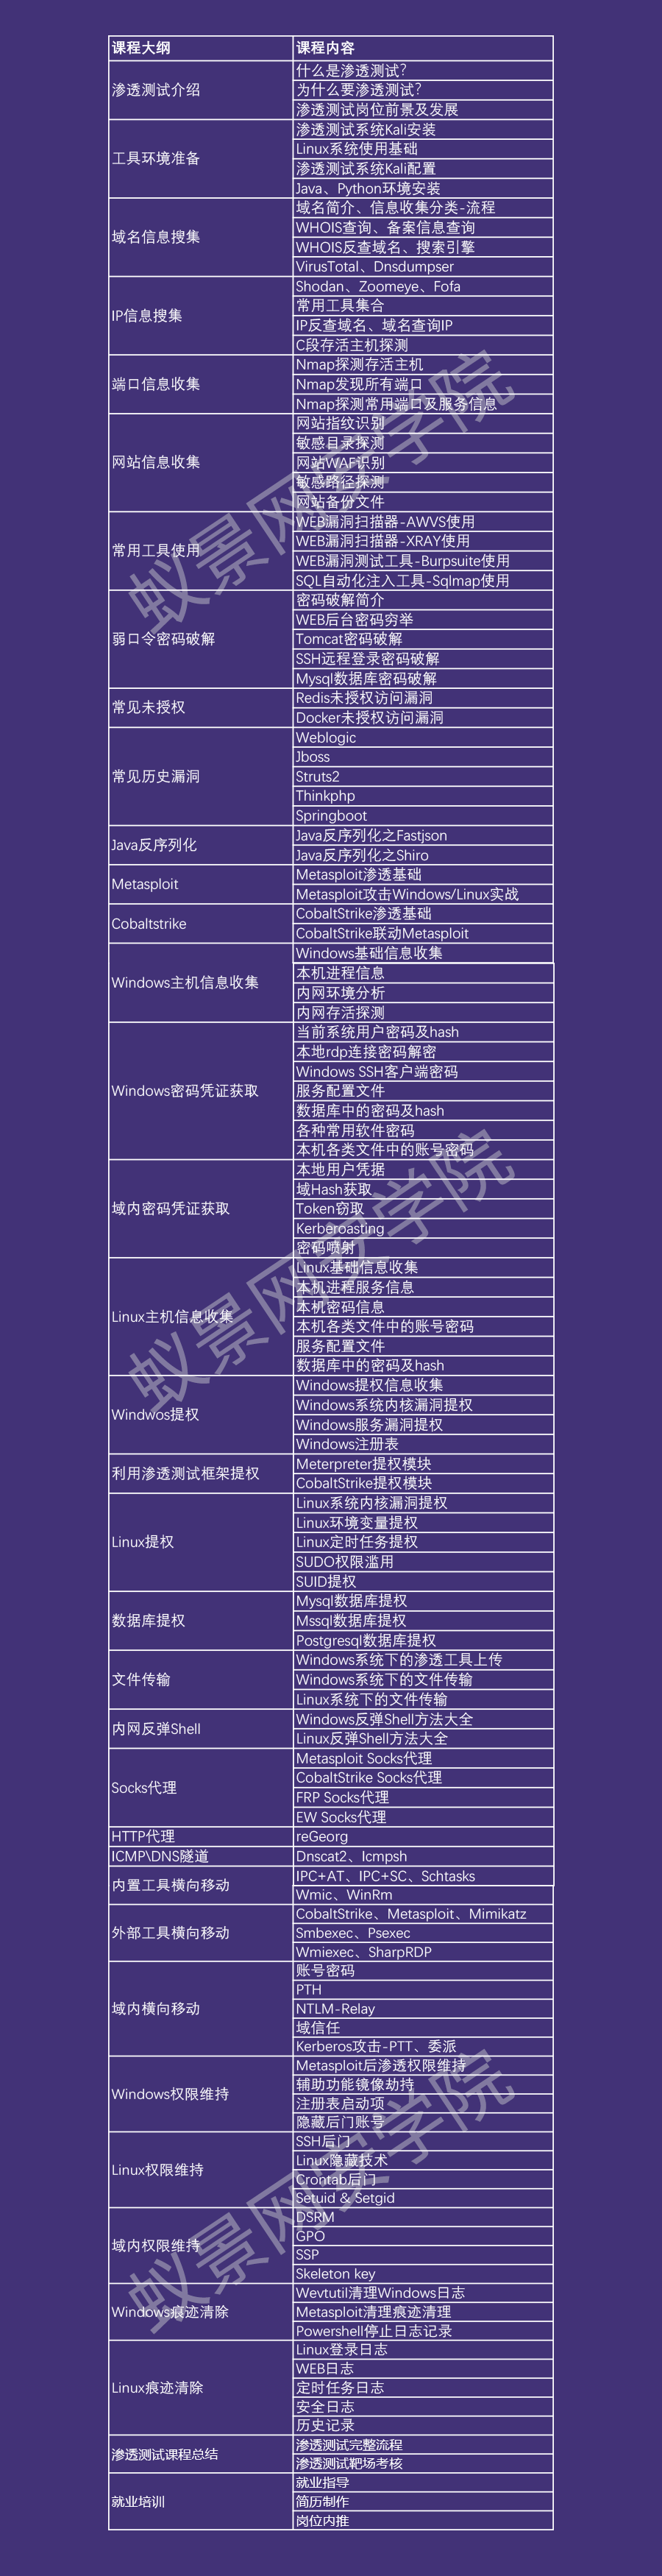 课程大纲 课程内容
渗透测试介绍
什么是渗透测试?
为什么要渗透测试?
渗透测试岗位前景及发展
工具环境准备
渗透测试系统Kali安装
Linux系统使用基础
渗透测试系统Kali配置
Java、Python环境安装
域名信息搜集
域名简介、信息收集分类-流程
WHOIS查询、备案信息查询
WHOIS反查域名、搜索引擎
VirusTotal、Dnsdumpser
IP信息搜集
Shodan、Zoomeye、Fofa
常用工具集合
IP反查域名、域名查询IP
C段存活主机探测
端口信息收集
Nmap探测存活主机
Nmap发现所有端口
Nmap探测常用端口及服务信息
网站信息收集
网站指纹识别
敏感目录探测
网站WAF识别
敏感路径探测
网站备份文件
常用工具使用
WEB漏洞扫描器-AWVS使用
WEB漏洞扫描器-XRAY使用
WEB漏洞测试工具-Burpsuite使用
SQL自动化注入工具-Sqlmap使用
弱口令密码破解
密码破解简介
WEB后台密码穷举
Tomcat密码破解
SSH远程登录密码破解
Mysql数据库密码破解
常见未授权
Redis未授权访问漏洞
Docker未授权访问漏洞
常见历史漏洞
Weblogic
Jboss
Struts2
Thinkphp
Springboot
Java反序列化
Java反序列化之Fastjson
Java反序列化之Shiro
Metasploit
Metasploit渗透基础
Metasploit攻击Windows/Linux实战
Cobaltstrike
CobaltStrike渗透基础
CobaltStrike联动Metasploit
Windows主机信息收集
Windows基础信息收集
本机进程信息
内网环境分析
内网存活探测
Windows密码凭证获取
当前系统用户密码及hash
本地rdp连接密码解密
Windows SSH客户端密码
服务配置文件
数据库中的密码及hash
各种常用软件密码
本机各类文件中的账号密码
域内密码凭证获取
本地用户凭据
域Hash获取
Token窃取
Kerberoasting
密码喷射
Linux主机信息收集
Linux基础信息收集
本机进程服务信息
本机密码信息
本机各类文件中的账号密码
服务配置文件
数据库中的密码及hash
Windwos提权
Windows提权信息收集
Windows系统内核漏洞提权
Windows服务漏洞提权
Windows注册表
利用渗透测试框架提权
Meterpreter提权模块
CobaltStrike提权模块
Linux提权
Linux系统内核漏洞提权
Linux环境变量提权
Linux定时任务提权
SUDO权限滥用
SUID提权
数据库提权
Mysql数据库提权
Mssql数据库提权
Postgresql数据库提权
文件传输
Windows系统下的渗透工具上传
Windows系统下的文件传输
Linux系统下的文件传输
内网反弹Shell
Windows反弹Shell方法大全
Linux反弹Shell方法大全
Socks代理
Metasploit Socks代理
CobaltStrike Socks代理
FRP Socks代理
EW Socks代理
HTTP代理 reGeorg
ICMP\DNS隧道 Dnscat2、Icmpsh
内置工具横向移动
IPC+AT、IPC+SC、Schtasks
Wmic、WinRm
外部工具横向移动
CobaltStrike、Metasploit、Mimikatz
Smbexec、Psexec
Wmiexec、SharpRDP
域内横向移动
账号密码
PTH
NTLM-Relay
域信任
Kerberos攻击-PTT、委派
Windows权限维持
Metasploit后渗透权限维持
辅助功能镜像劫持
注册表启动项
隐藏后门账号
Linux权限维持
SSH后门
Linux隐藏技术
Crontab后门
Setuid & Setgid
域内权限维持
DSRM
GPO
SSP
Skeleton key
Windows痕迹清除
Wevtutil清理Windows日志
Metasploit清理痕迹清理
Powershell停止日志记录
Linux痕迹清除
Linux登录日志
WEB日志
定时任务日志
安全日志
历史记录
渗透测试课程总结
渗透测试完整流程
渗透测试靶场考核
就业培训
就业指导
简历制作
岗位内推
蚁景网安学院
蚁景网安学院
蚁景网安学院